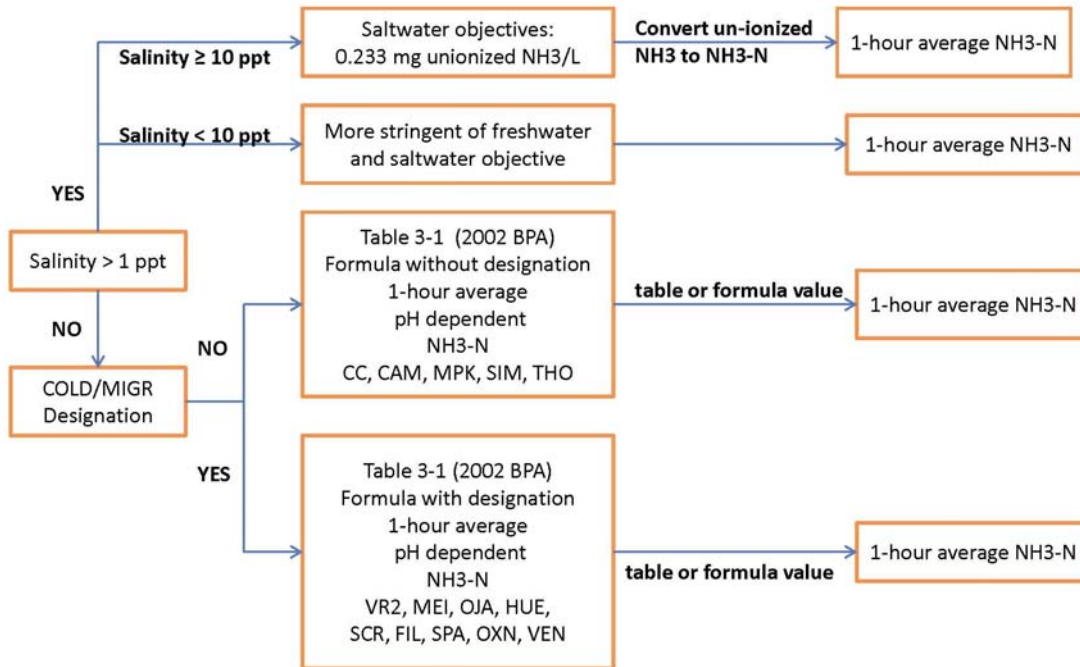 Salinity ≥ 10 ppt
Saltwater objectives:
0.233 mg unionized NH3/L
Convert un-ionized
NH3 to NH3-N
1-hour average NH3-N
Salinity < 10 ppt
More stringent of freshwater
and saltwater objective
1-hour average NH3-N
YES
Salinity > 1 ppt
NO
COLD/MIGR
Designation
NO
Table 3-1 (2002 BPA)
Formula without designation
1-hour average
pH dependent
NH3-N
CC, CAM, MPK, SIM, THO
table or formula value
1-hour average NH3-N
YES
Table 3-1 (2002 BPA)
Formula with designation
1-hour average
pH dependent
NH3-N
VR2, MEI, OJA, HUE,
SCR, FIL, SPA, OXN, VEN
table or formula value
1-hour average NH3-N